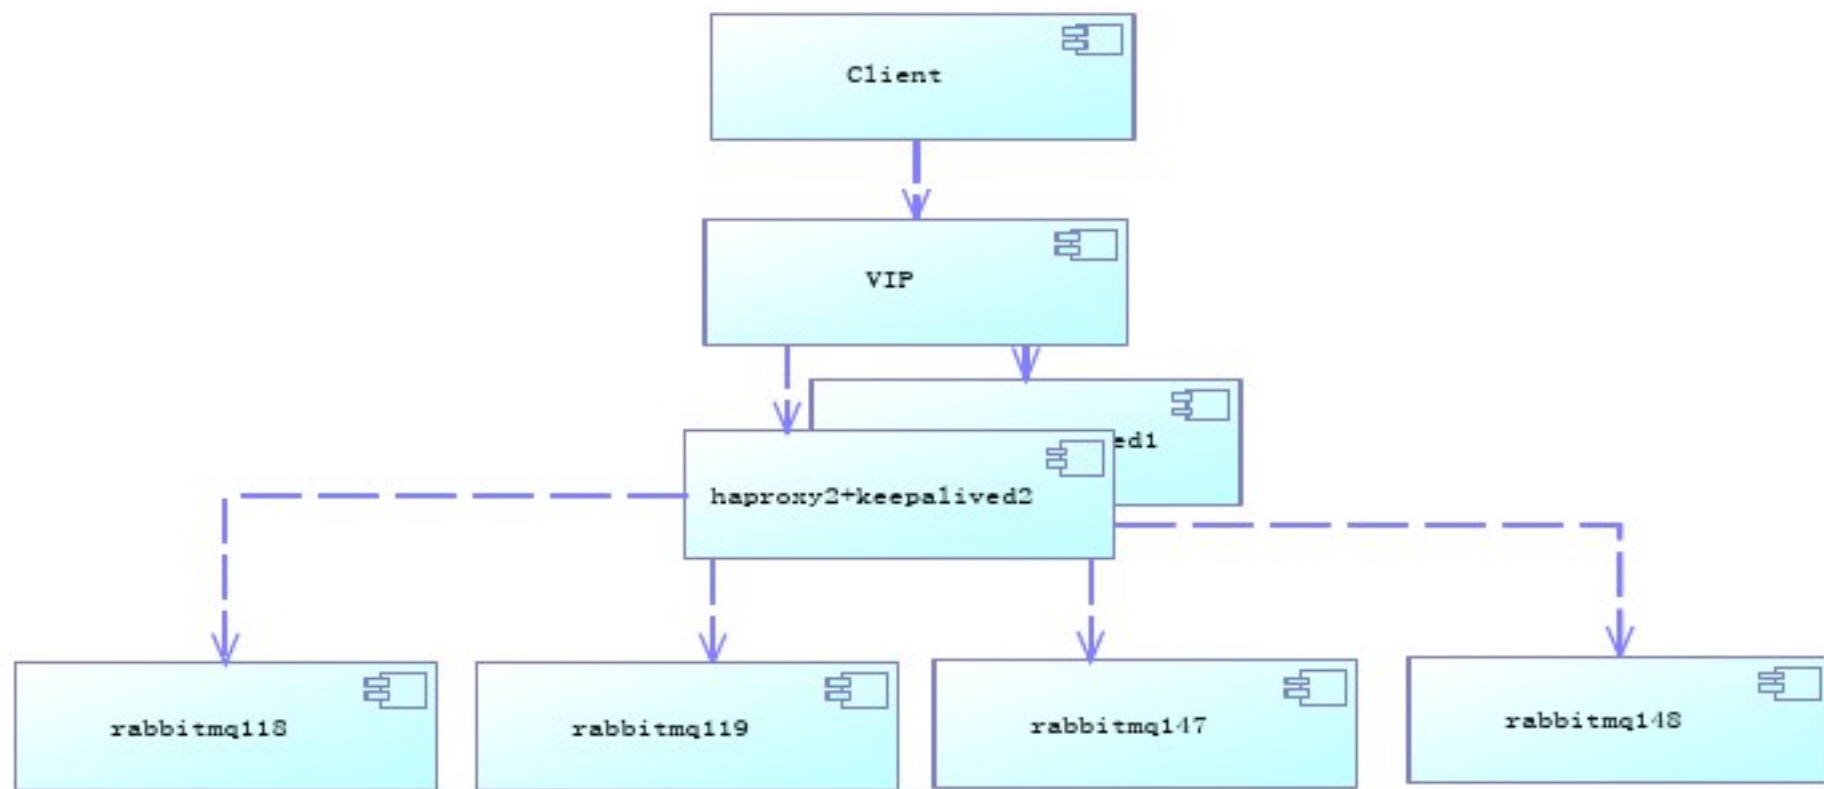 Client
VIP
ed1
haproxy2+keepalived2
rabbitmq118
rabbitmq119
rabbitmq147
rabbitmq148